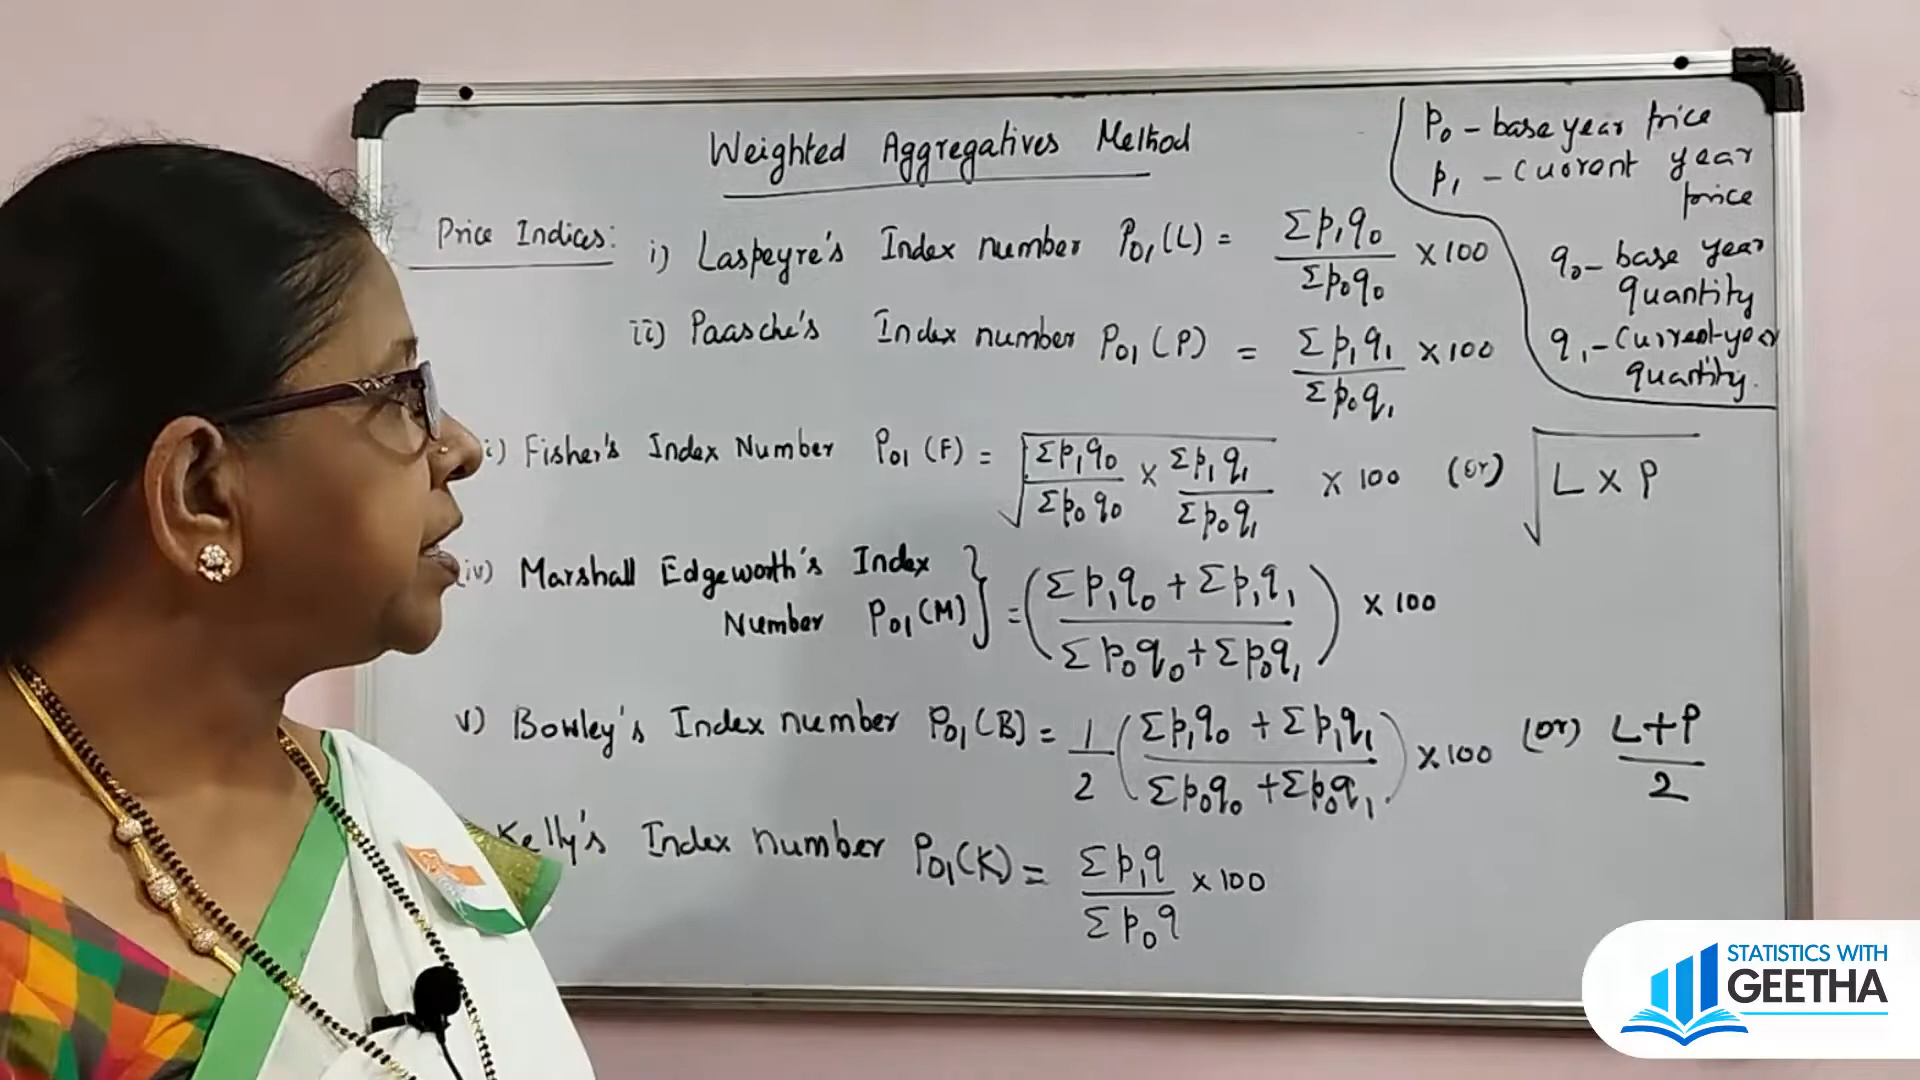 Weighted Aggregatives Method
P₀ - base year price
p₁ - Current year
price
q₀ - base year
quantity
q₁ - Current year
quantity.
Price Indices: i) Laspeyre's Index number P₀₁(L) = Σp₁q₀ / Σp₀q₀ × 100
ii) Paasche's Index number P₀₁(P) = Σp₁q₁ / Σp₀q₁ × 100
i) Fisher's Index Number P₀₁(F) = √(Σp₁q₀ / Σp₀q₀ × Σp₁q₁ / Σp₀q₁) × 100 (or) √(L × P)
iv) Marshall Edgeworth's Index
Number P₀₁(M) } = (Σp₁q₀ + Σp₁q₁ / Σp₀q₀ + Σp₀q₁) × 100
v) Bowley's Index number P₀₁(B) = 1/2 (Σp₁q₀ + Σp₁q₁ / Σp₀q₀ + Σp₀q₁) × 100 (or) L+P / 2
Kelly's Index number P₀₁(K) = Σp₁q / Σp₀q × 100
STATISTICS WITH
GEETHA